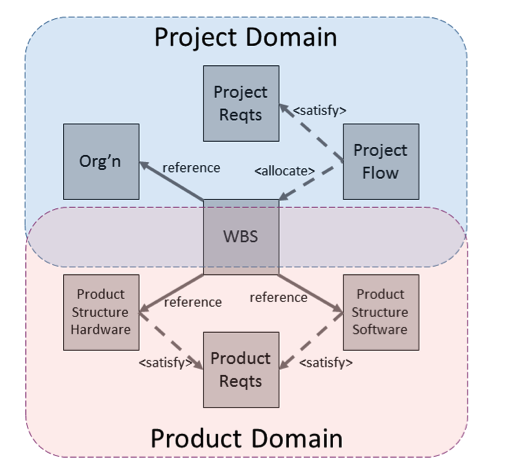 Project Domain
Project
Reqts
<satisfy>
Org'n
reference
<allocate>
Project
Flow
WBS
Product
Structure
Hardware
reference
reference
Product
Structure
Software
<satisfy>
Product
Reqts
<satisfy>
Product Domain